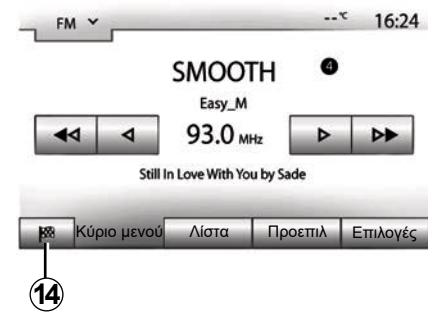 FM --°C 16:24
SMOOTH 4
Easy_M
93.0 MHz
Still In Love With You by Sade
Κύριο μενού Λίστα Προεπιλ Επιλογές
14